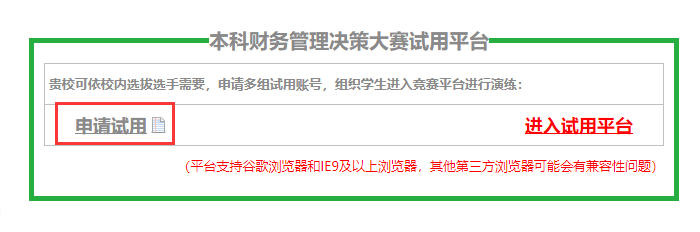 本科财务管理决策大赛试用平台
贵校可依校内选拔选手需要，申请多组试用账号，组织学生进入竞赛平台进行演练：
申请试用 进入试用平台
（平台支持谷歌浏览器和IE9及以上浏览器，其他第三方浏览器可能会有兼容性问题）